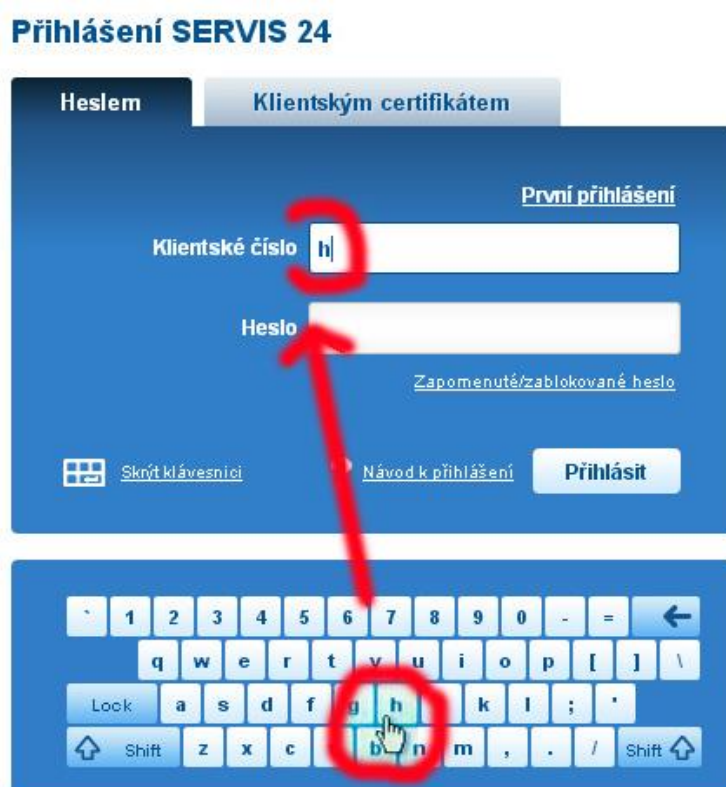 Přihlášení SERVIS 24
Heslem Klientským certifikátem
První přihlášení
Klientské číslo h
Heslo
Zapomenuté/zablokované heslo
Skrýt klávesnici Návod k přihlášení Přihlásit
` 1 2 3 4 5 6 7 8 9 0 - = ←
q w e r t y u i o p [ ] \
Lock a s d f g h k l ; '
Shift z x c b n m , . / Shift